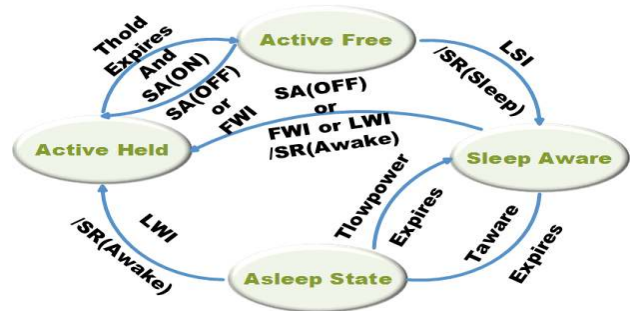 Active Free
Thold
Expires
And
SA(ON)
SA(OFF)
or
FWI
LSI
/SR(Sleep)
SA(OFF)
or
FWI or LWI
/SR(Awake)
Active Held
Sleep Aware
Tlowpower
Expires
Taware
Expires
LWI
/SR(Awake)
Asleep State